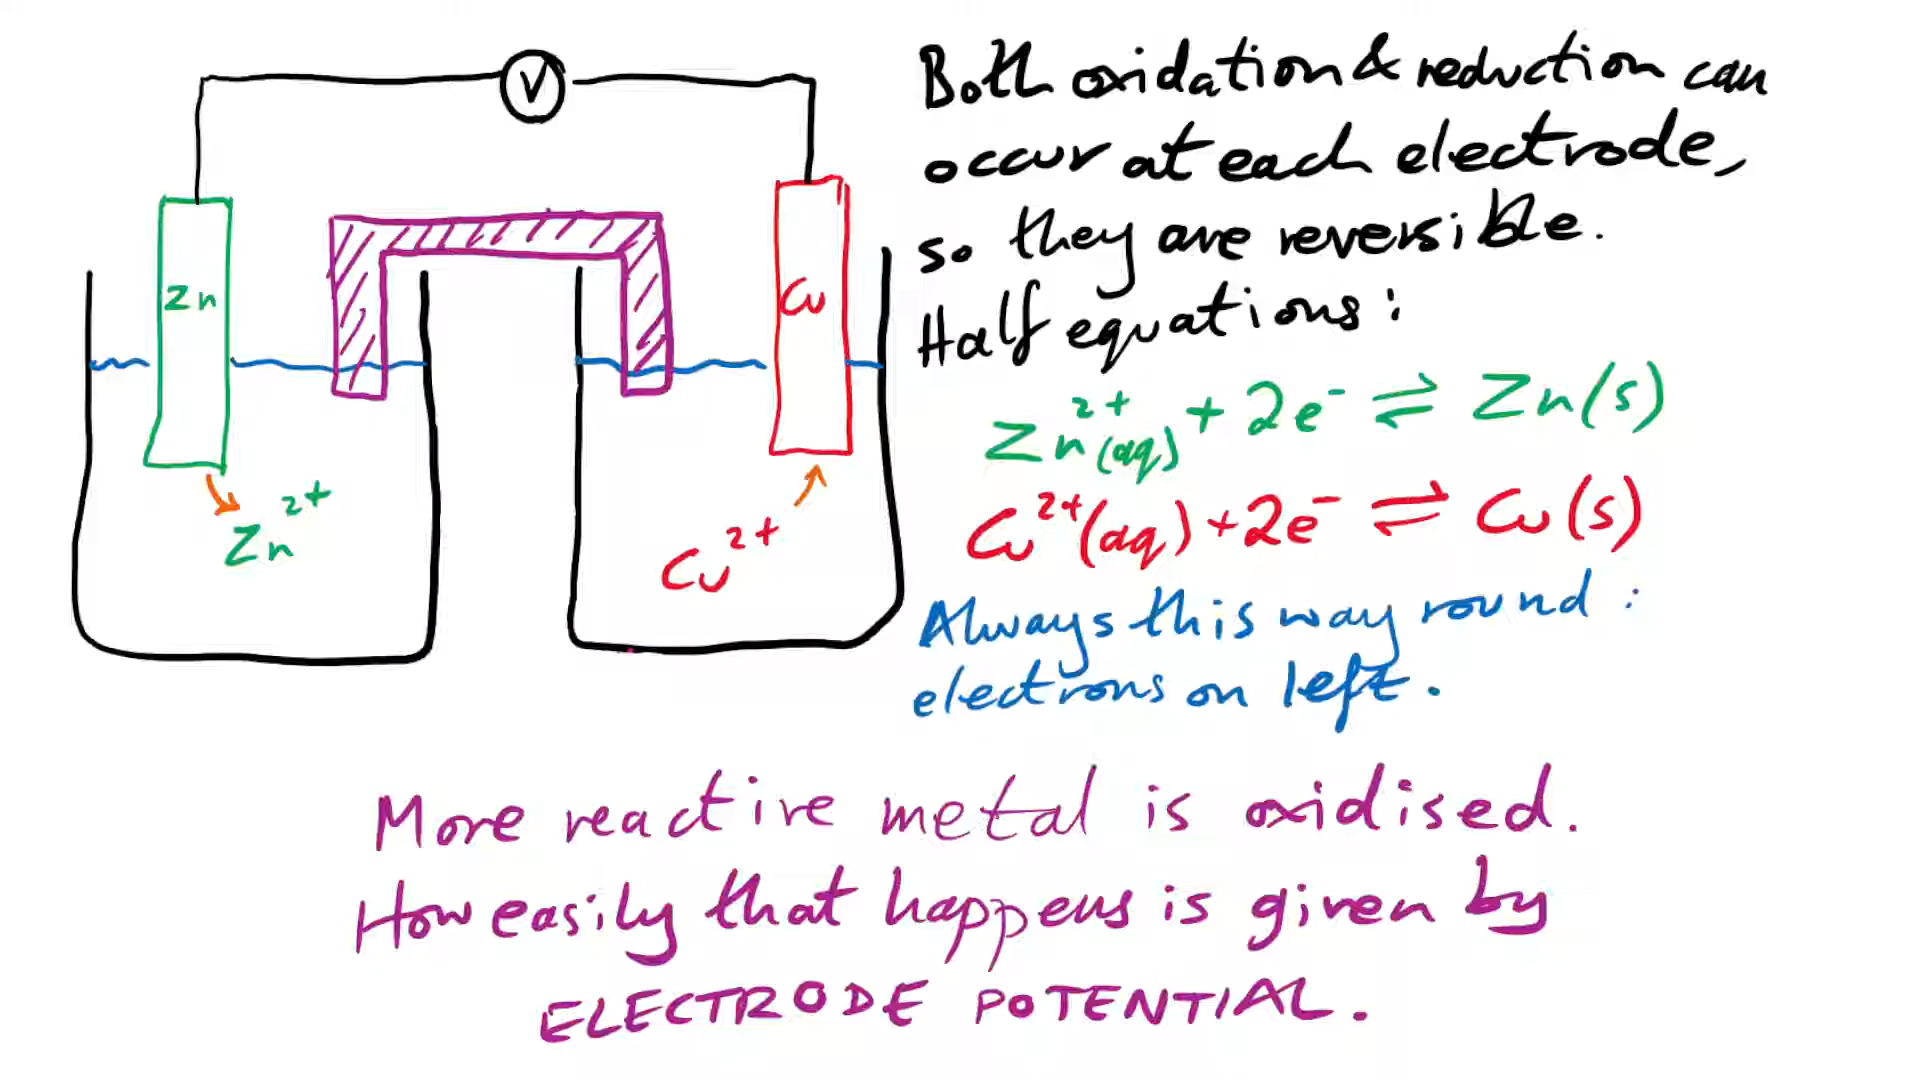 V
Both oxidation & reduction can
occur at each electrode,
so they are reversible.
Half equations:
Zn
Cu
Zn²⁺(aq) + 2e⁻ ⇌ Zn(s)
Cu²⁺(aq) + 2e⁻ ⇌ Cu(s)
Zn²⁺
Cu²⁺
Always this way round:
electrons on left.
More reactive metal is oxidised.
How easily that happens is given by
ELECTRODE POTENTIAL.